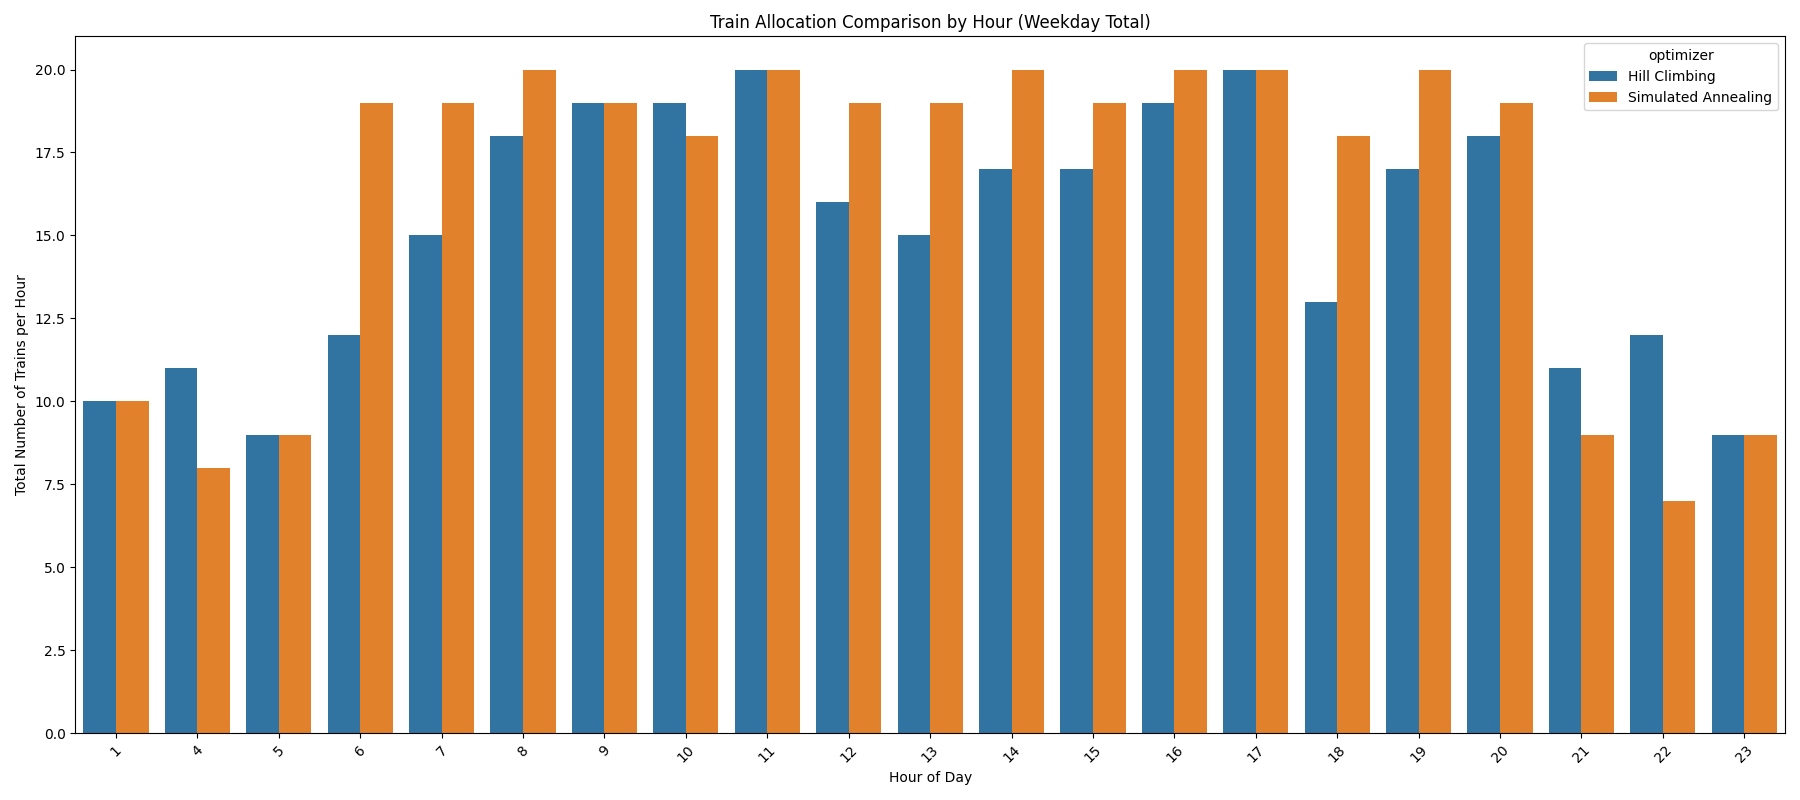 Train Allocation Comparison by Hour (Weekday Total)
optimizer
Hill Climbing
Simulated Annealing
Total Number of Trains per Hour
20.0
17.5
15.0
12.5
10.0
7.5
5.0
2.5
0.0
1 4 5 6 7 8 9 10 11 12 13 14 15 16 17 18 19 20 21 22 23
Hour of Day